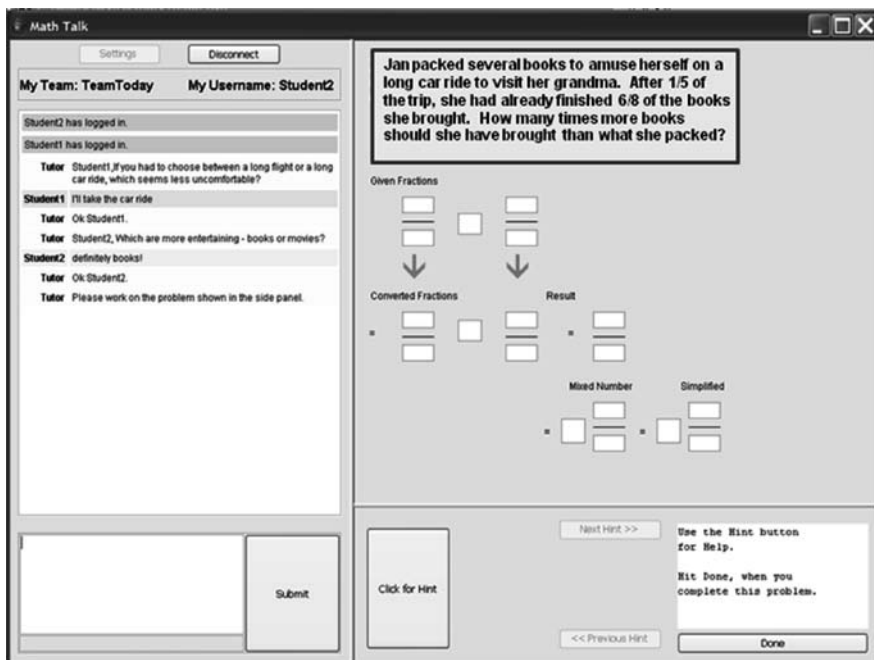 Math Talk
Settings
Disconnect
My Team: TeamToday
My Username: Student2
Student2 has logged in.
Student1 has logged in.
Tutor Student1,If you had to choose between a long flight or a long
car ride, which seems less uncomfortable?
Student1 I'll take the car ride
Tutor Ok Student1.
Tutor Student2, Which are more entertaining - books or movies?
Student2 definitely books!
Tutor Ok Student2.
Tutor Please work on the problem shown in the side panel.
Submit
Jan packed several books to amuse herself on a
long car ride to visit her grandma. After 1/5 of
the trip, she had already finished 6/8 of the books
she brought. How many times more books
should she have brought than what she packed?
Given Fractions
Converted Fractions
Result
Mixed Number
Simplified
Click for Hint
Next Hint >>
<< Previous Hint
Use the Hint button
for Help.
Hit Done, when you
complete this problem.
Done